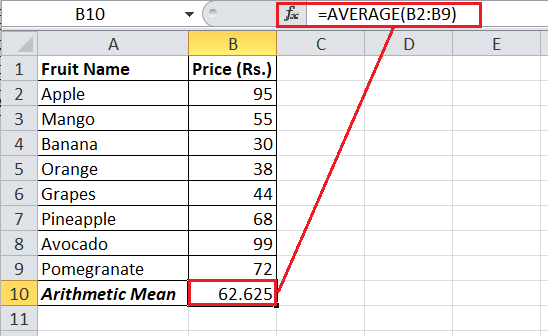 B10 fx =AVERAGE(B2:B9)
A B C D E
1 Fruit Name Price (Rs.)
2 Apple 95
3 Mango 55
4 Banana 30
5 Orange 38
6 Grapes 44
7 Pineapple 68
8 Avocado 99
9 Pomegranate 72
10 Arithmetic Mean 62.625
11